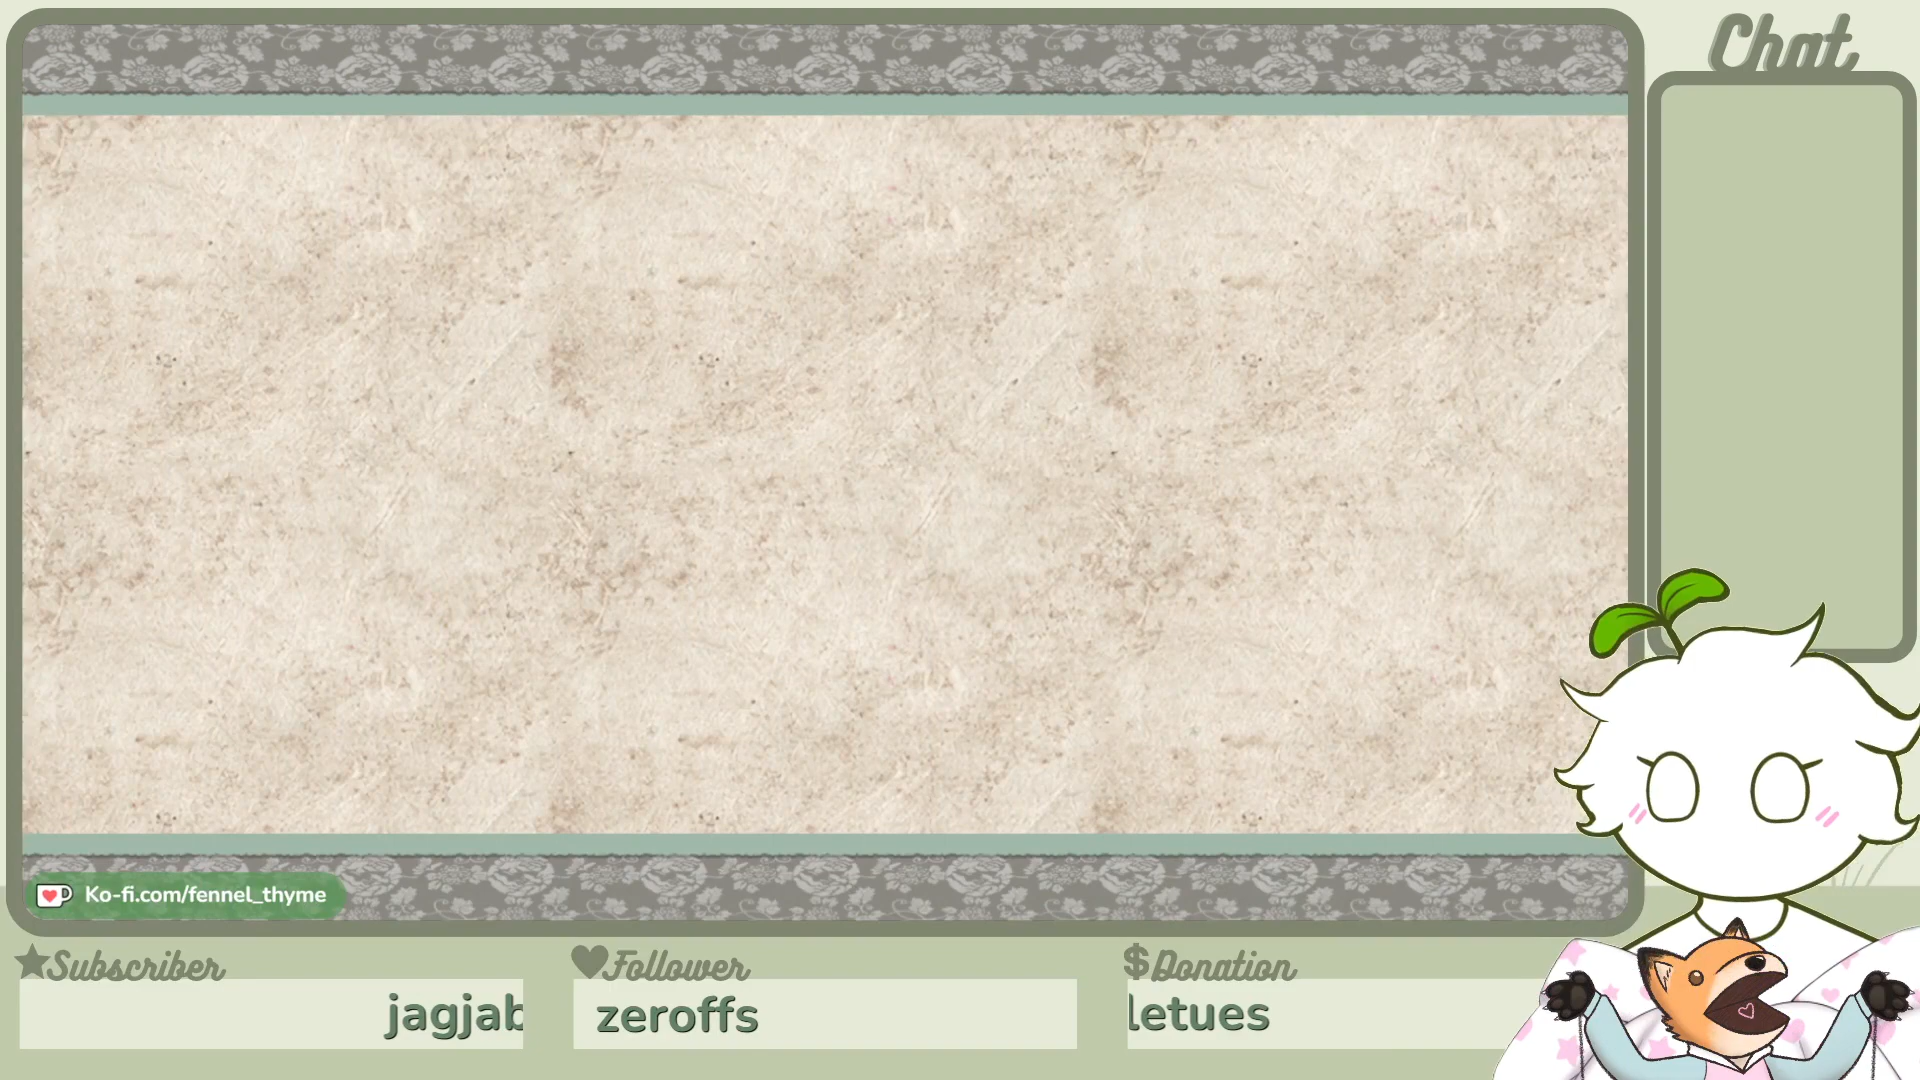 Chat
Ko-fi.com/fennel_thyme
Subscriber
Follower
Donation
jagjab
zeroffs
letues